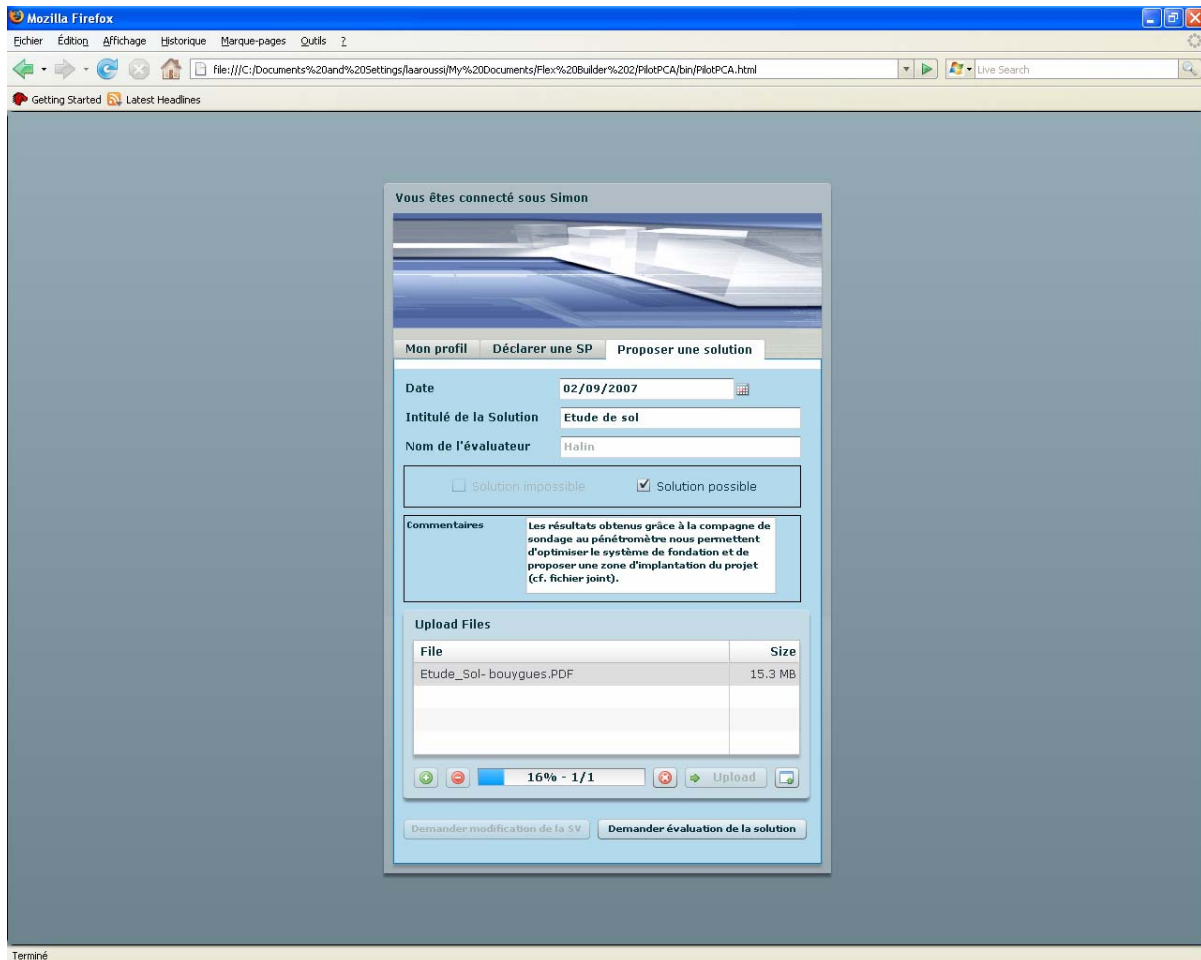 Mozilla Firefox
Fichier Édition Affichage Historique Marque-pages Outils ?
file:///C:/Documents%20and%20Settings/laaroussi/My%20Documents/Flex%20Builder%202/PilotPCA/bin/PilotPCA.html Live Search
Getting Started Latest Headlines
Vous êtes connecté sous Simon
Mon profil Déclarer une SP Proposer une solution
Date 02/09/2007
Intitulé de la Solution Etude de sol
Nom de l'évaluateur Halin
Solution impossible Solution possible
Commentaires Les résultats obtenus grâce à la compagne de
sondage au pénétromètre nous permettent
d'optimiser le système de fondation et de
proposer une zone d'implantation du projet
(cf. fichier joint).
Upload Files
File Size
Etude_Sol- bouygues.PDF 15.3 MB
16% - 1/1 Upload
Demander modification de la SV Demander évaluation de la solution
Terminé